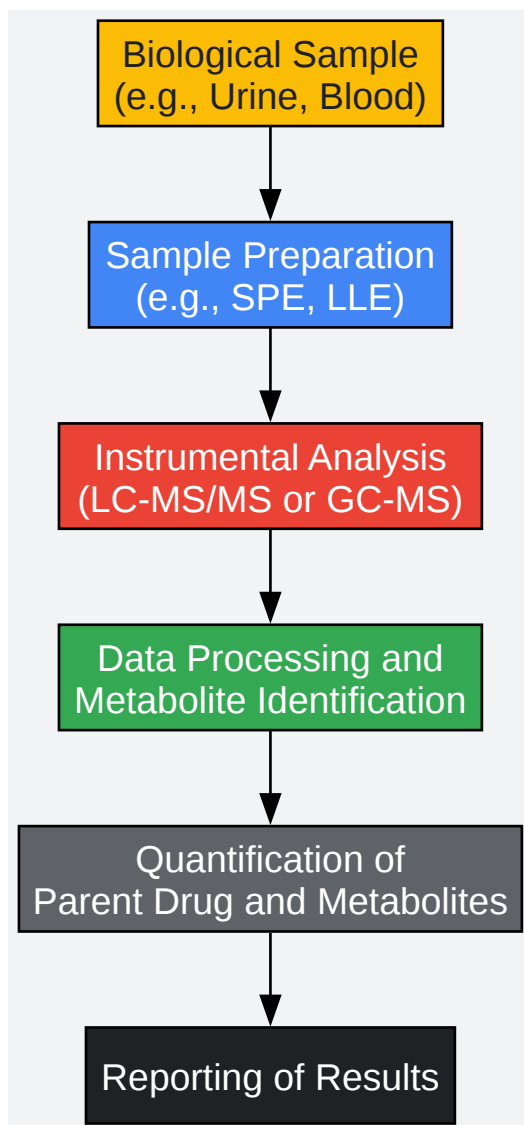 Biological Sample
(e.g., Urine, Blood)
Sample Preparation
(e.g., SPE, LLE)
Instrumental Analysis
(LC-MS/MS or GC-MS)
Data Processing and
Metabolite Identification
Quantification of
Parent Drug and Metabolites
Reporting of Results